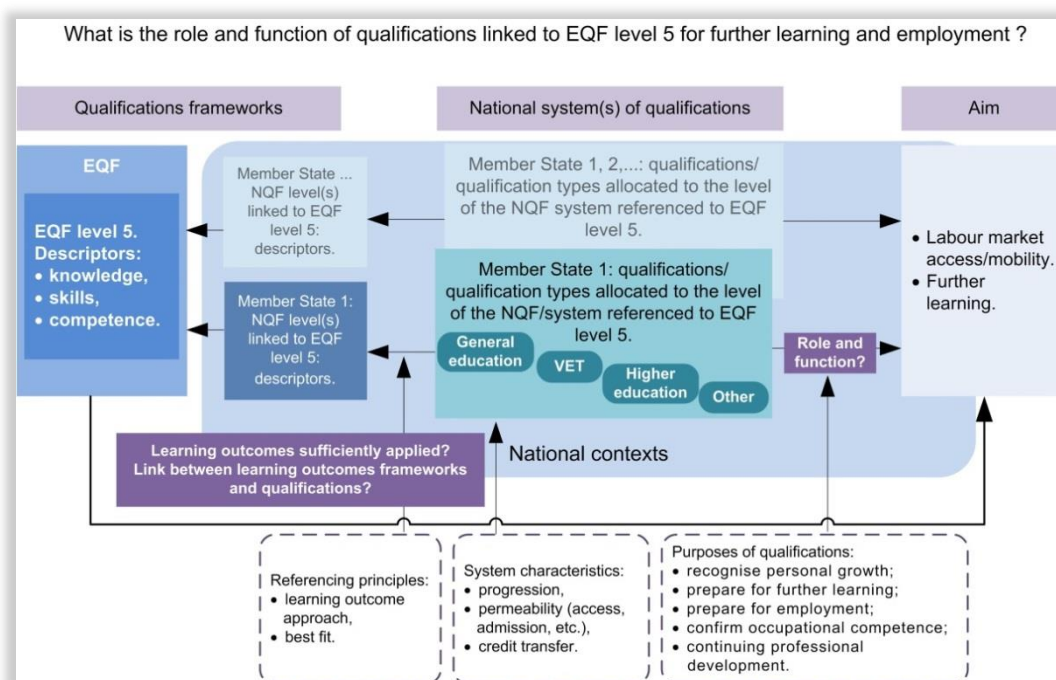 What is the role and function of qualifications linked to EQF level 5 for further learning and employment ?
Qualifications frameworks
National system(s) of qualifications
Aim
EQF
EQF level 5.
Descriptors:
• knowledge,
• skills,
• competence.
Member State ...
NQF level(s)
linked to EQF
level 5:
descriptors.
Member State 1, 2,...: qualifications/
qualification types allocated to the level
of the NQF system referenced to EQF
level 5.
Member State 1:
NQF level(s)
linked to EQF
level 5:
descriptors.
Member State 1: qualifications/
qualification types allocated to the level
of the NQF/system referenced to EQF
level 5.
General
education
VET
Higher
education
Other
Role and
function?
• Labour market
access/mobility.
• Further
learning.
Learning outcomes sufficiently applied?
Link between learning outcomes frameworks
and qualifications?
National contexts
Referencing principles:
• learning outcome
approach,
• best fit.
System characteristics:
• progression,
• permeability (access,
admission, etc.),
• credit transfer.
Purposes of qualifications:
• recognise personal growth;
• prepare for further learning;
• prepare for employment;
• confirm occupational competence;
• continuing professional
development.